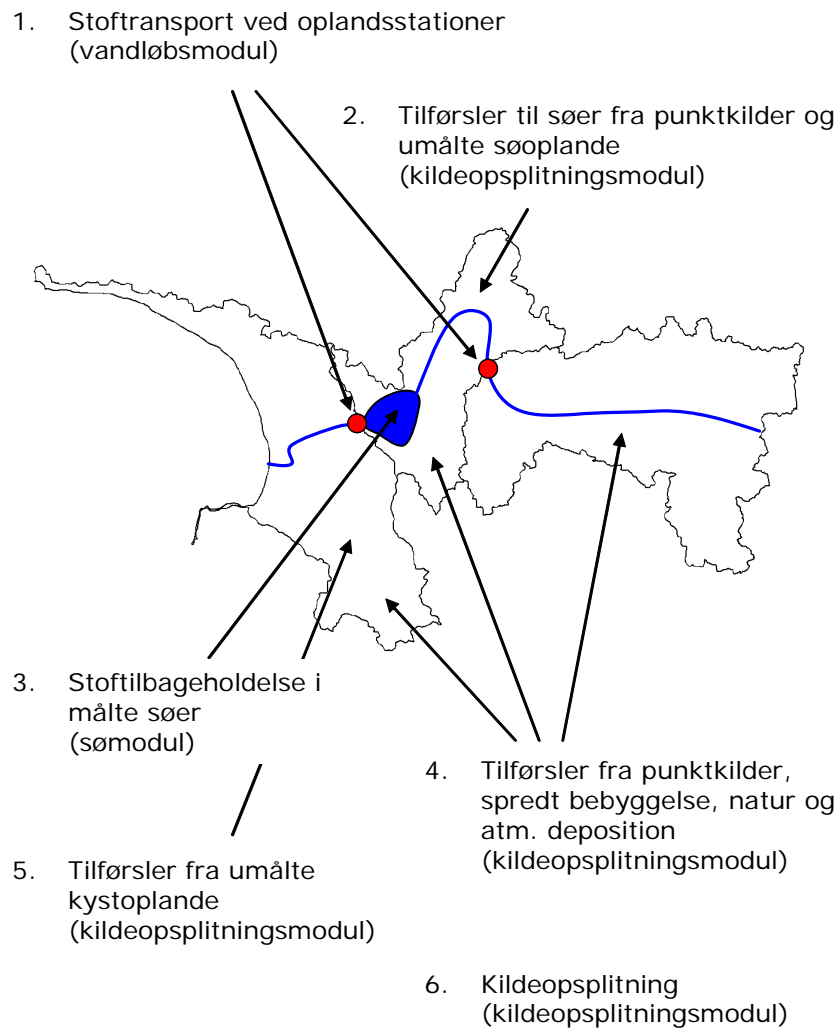 1. Stoftransport ved oplandsstationer
(vandløbsmodul)
2. Tilførsler til søer fra punktkilder og
umålte søoplande
(kildeopsplitningsmodul)
3. Stoftilbageholdelse i
målte søer
(sømodul)
4. Tilførsler fra punktkilder,
spredt bebyggelse, natur og
atm. deposition
(kildeopsplitningsmodul)
5. Tilførsler fra umålte
kystoplande
(kildeopsplitningsmodul)
6. Kildeopsplitning
(kildeopsplitningsmodul)